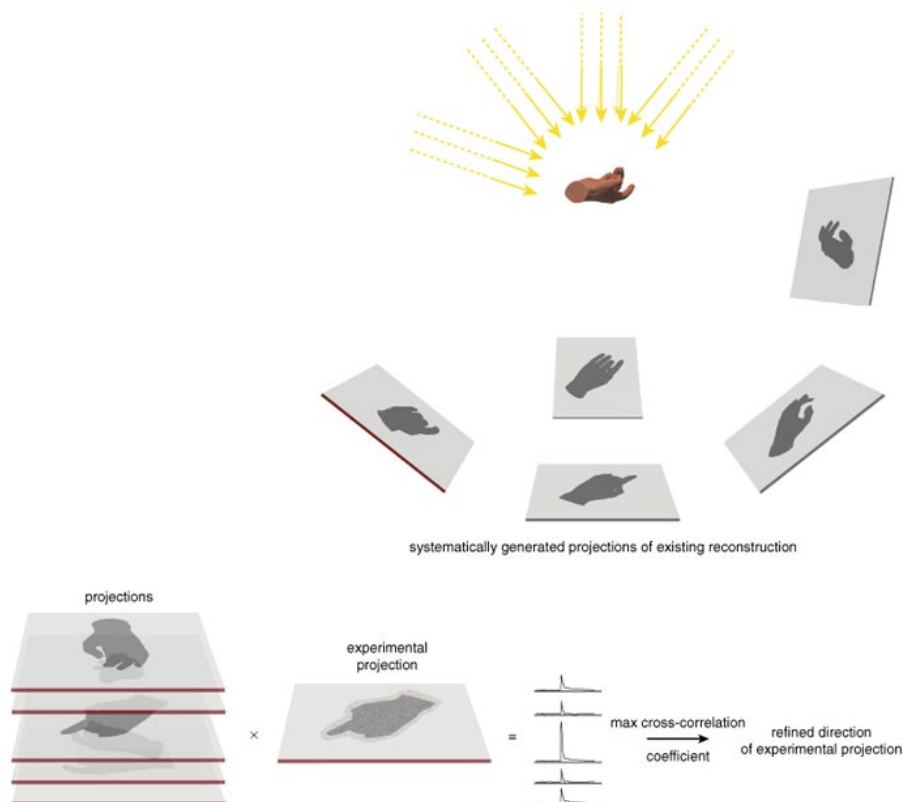 systematically generated projections of existing reconstruction
projections
experimental
projection
×
=
max cross-correlation
coefficient
refined direction
of experimental projection